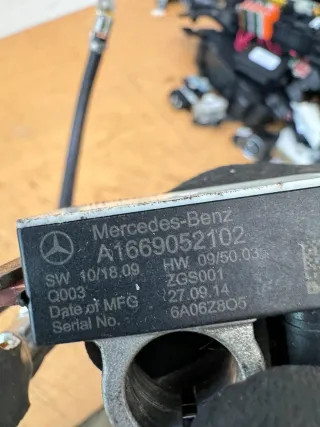 Mercedes-Benz
A1669052102
SW 10/18.09 HW 09/50.03
Q003 ZGS001
Date of MFG 27.09.14
Serial No. 6A06Z8O5